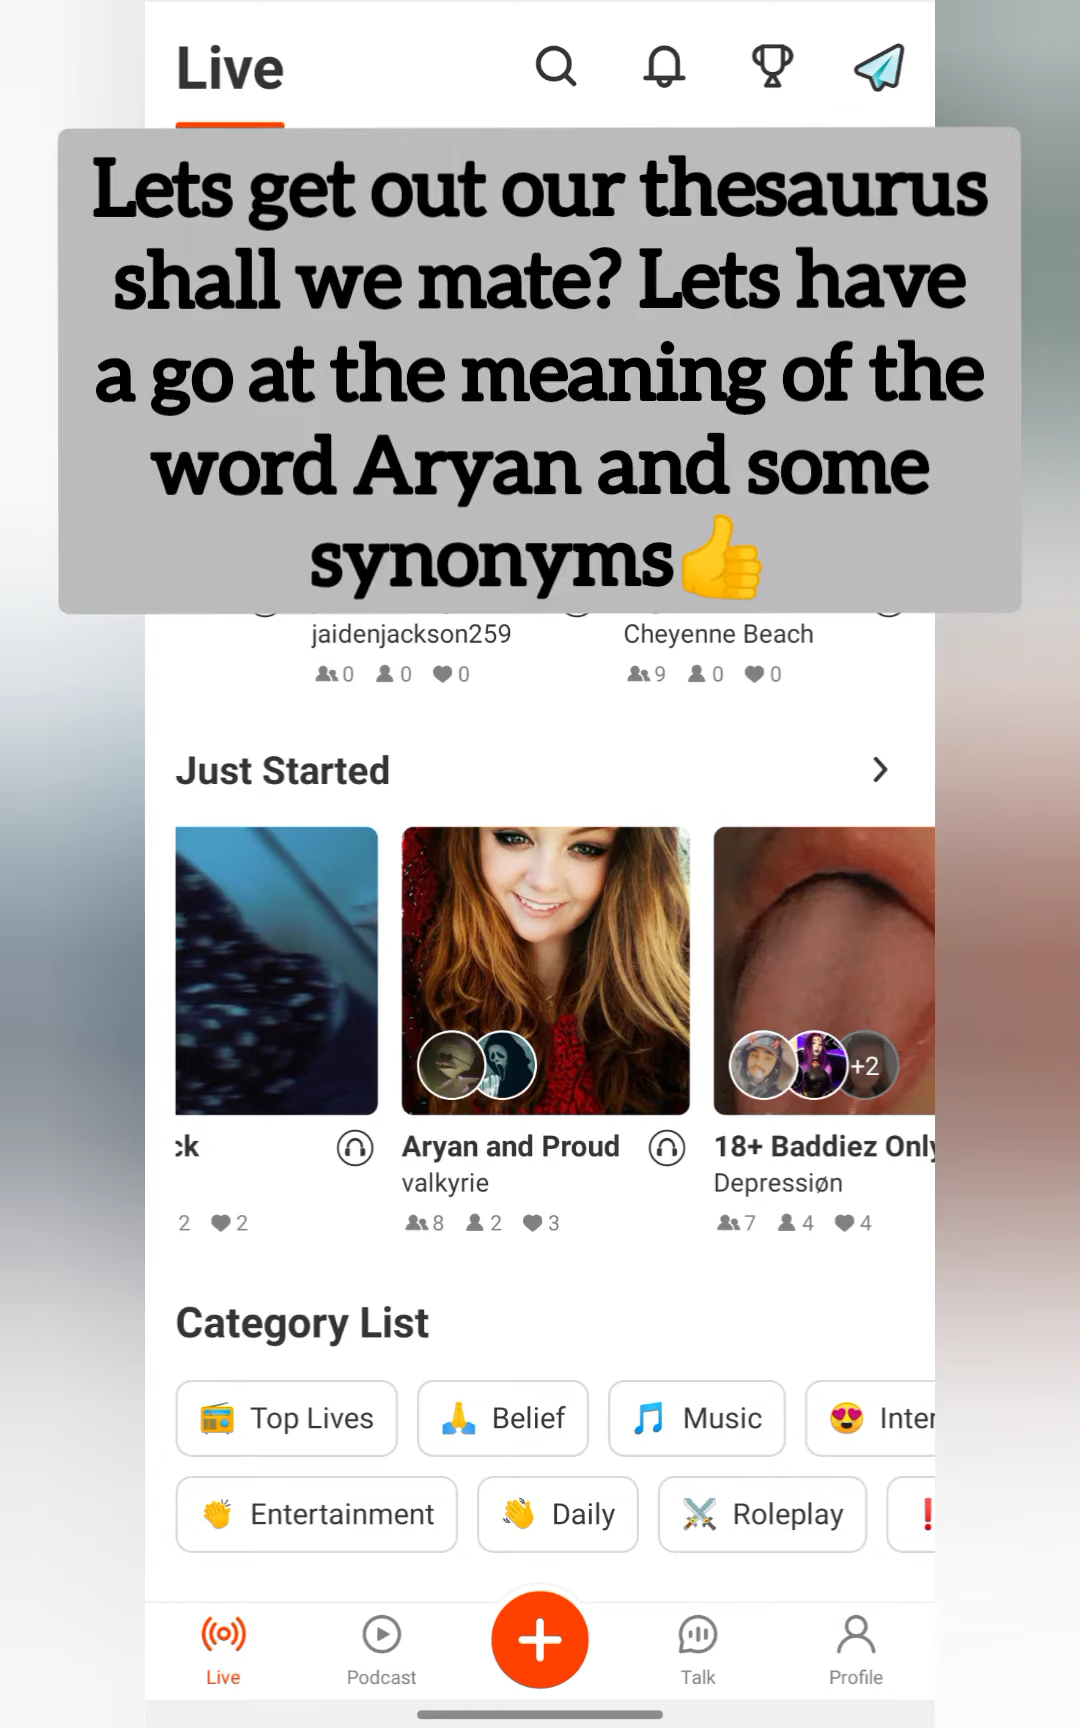 Live
Lets get out our thesaurus
shall we mate? Lets have
a go at the meaning of the
word Aryan and some
synonyms👍
jaidenjackson259
Cheyenne Beach
0 0 0
9 0 0
Just Started
+2
ck
Aryan and Proud
18+ Baddiez Only
valkyrie
Depressiøn
2 2
8 2 3
7 4 4
Category List
Top Lives
Belief
Music
Inter
Entertainment
Daily
Roleplay
Live
Podcast
Talk
Profile